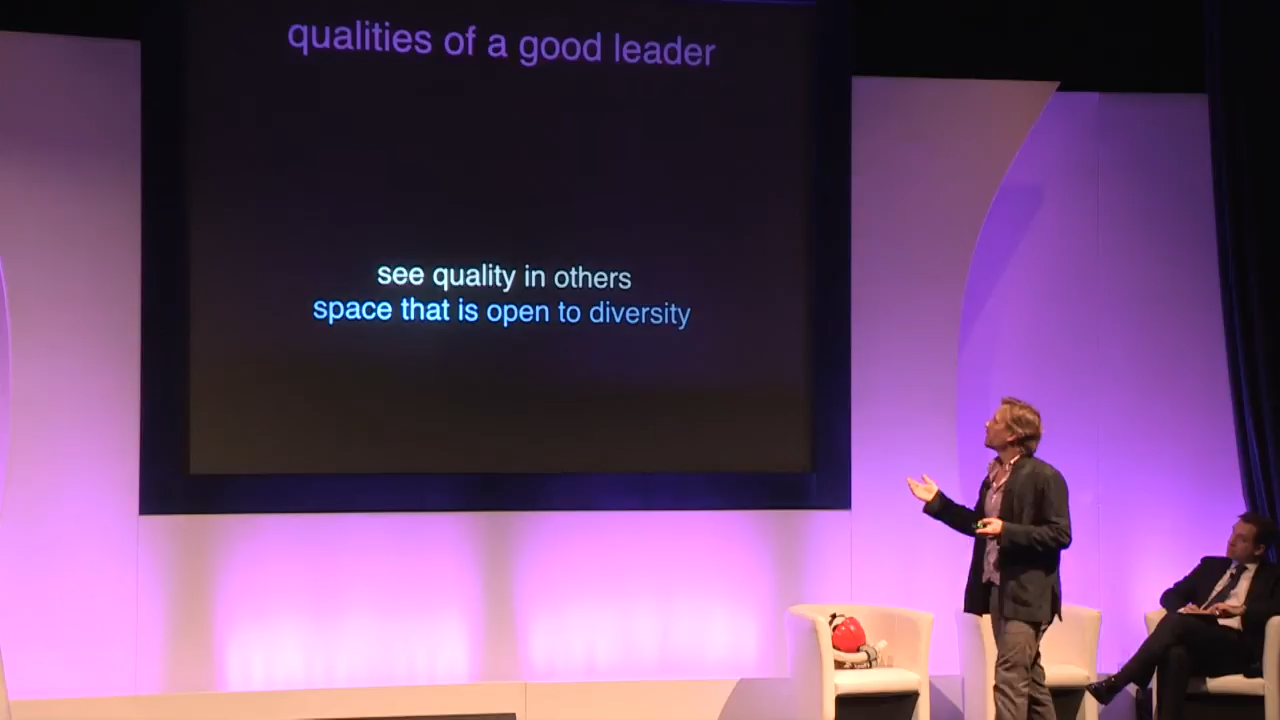 qualities of a good leader
see quality in others
space that is open to diversity